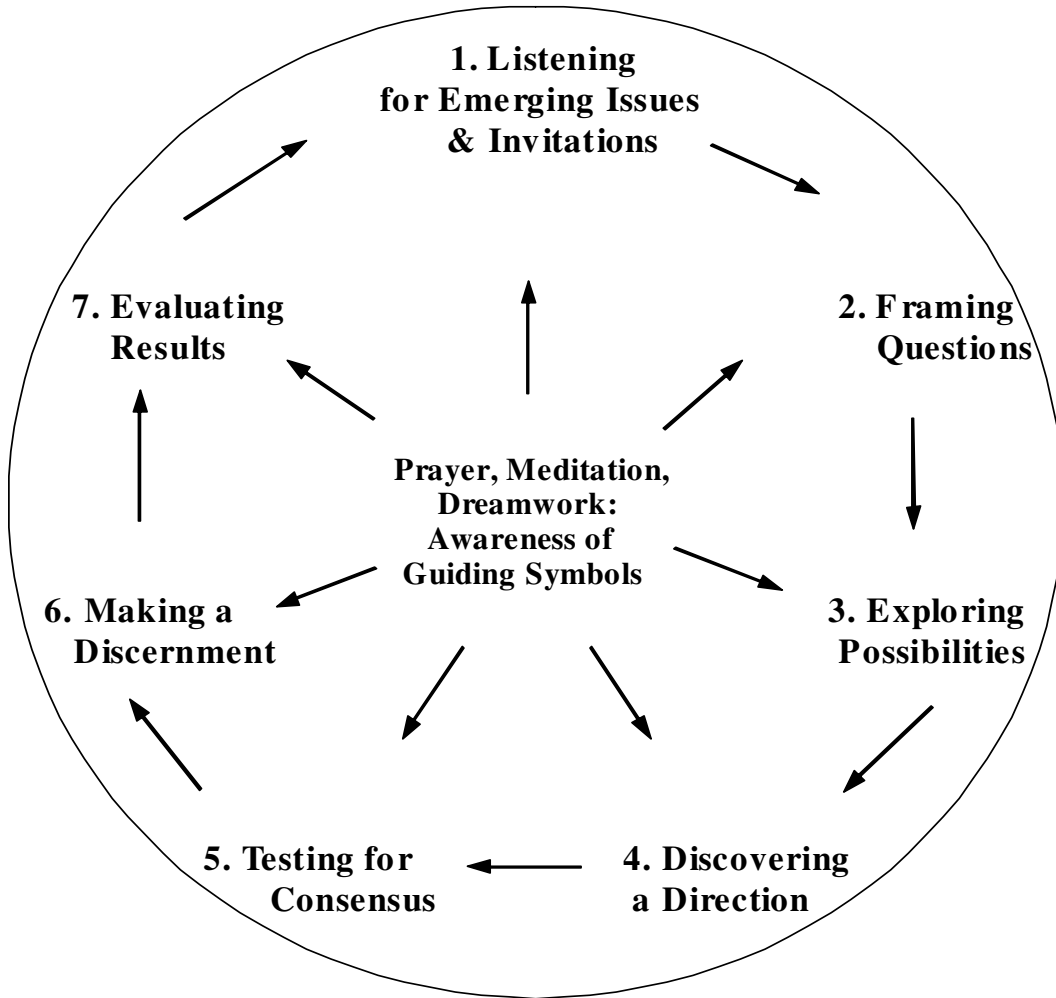 1. Listening
for Emerging Issues
& Invitations
2. Framing
Questions
3. Exploring
Possibilities
4. Discovering
a Direction
5. Testing for
Consensus
6. Making a
Discernment
7. Evaluating
Results
Prayer, Meditation,
Dreamwork:
Awareness of
Guiding Symbols